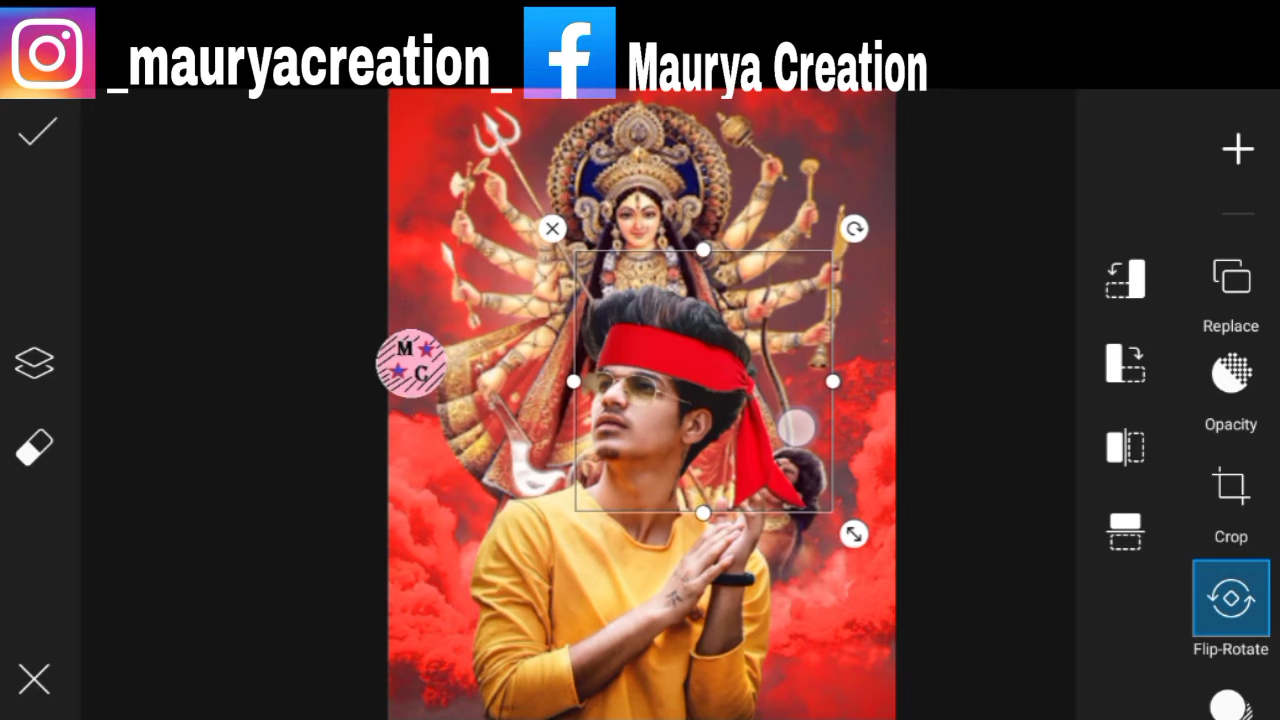 _mauryacreation_ Maurya Creation
M
C
Replace
Opacity
Crop
Flip-Rotate